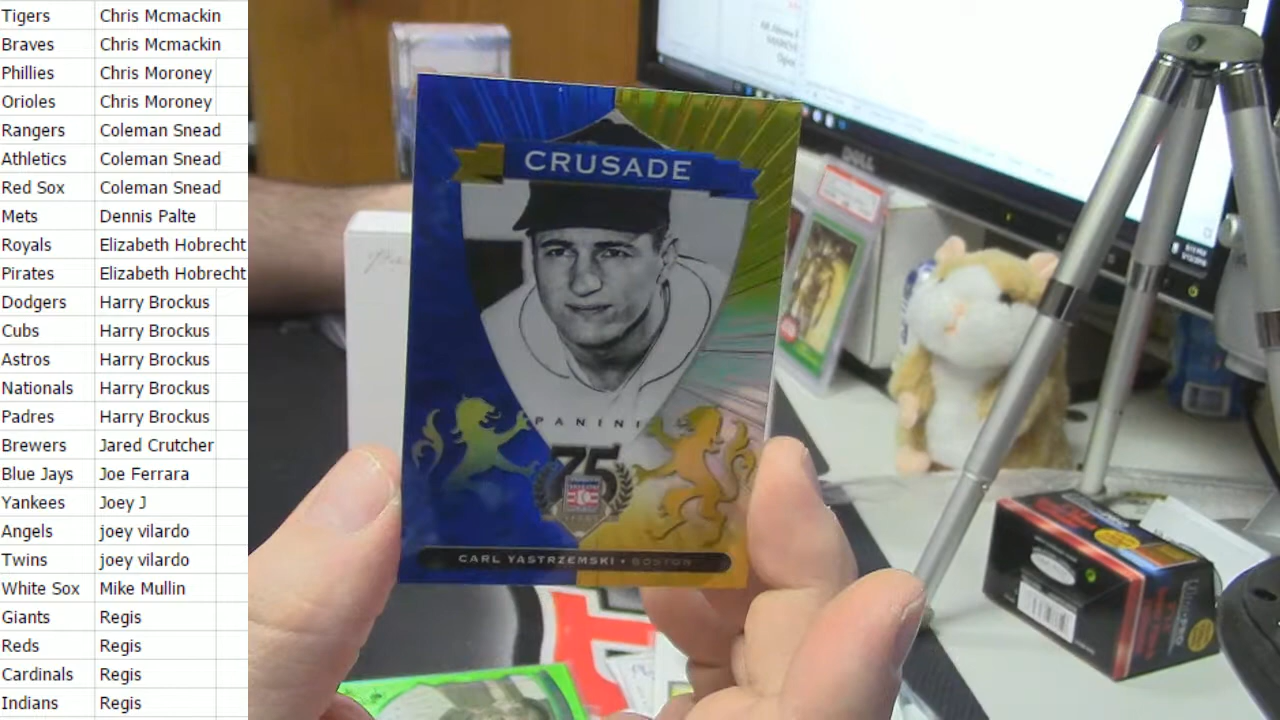 Tigers Chris Mcmackin
Braves Chris Mcmackin
Phillies Chris Moroney
Orioles Chris Moroney
Rangers Coleman Snead
Athletics Coleman Snead
Red Sox Coleman Snead
Mets Dennis Palte
Royals Elizabeth Hobrecht
Pirates Elizabeth Hobrecht
Dodgers Harry Brockus
Cubs Harry Brockus
Astros Harry Brockus
Nationals Harry Brockus
Padres Harry Brockus
Brewers Jared Crutcher
Blue Jays Joe Ferrara
Yankees Joey J
Angels joey vilardo
Twins joey vilardo
White Sox Mike Mullin
Giants Regis
Reds Regis
Cardinals Regis
Indians Regis
CRUSADE
PANINI
75
CARL YASTRZEMSKI • BOSTON
DELL